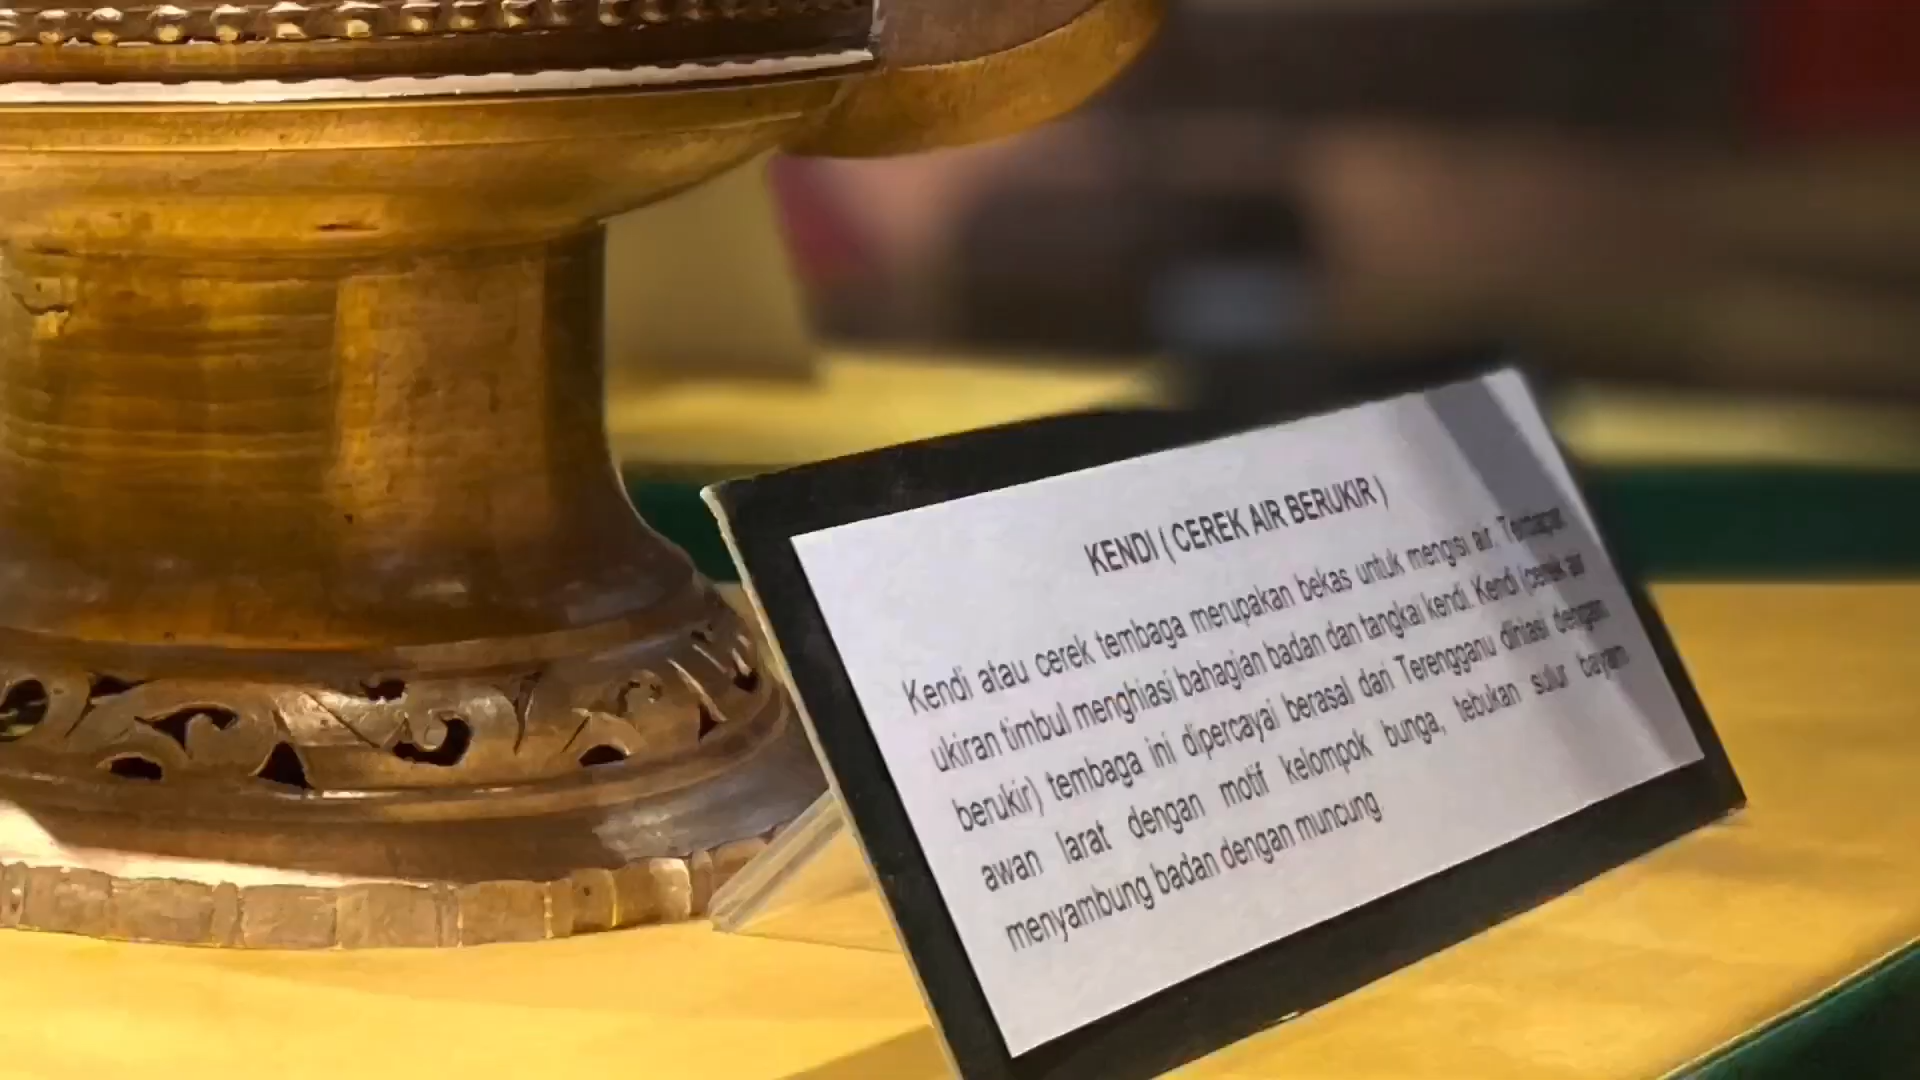 KENDI ( CEREK AIR BERUKIR )
Kendi atau cerek tembaga merupakan bekas untuk mengisi air. Terdapat
ukiran timbul menghiasi bahagian badan dan tangkai kendi. Kendi (cerek air
berukir) tembaga ini dipercayai berasal dari Terengganu dihiasi dengan
awan larat dengan motif kelompok bunga, tebukan sulur bayam
menyambung badan dengan muncung.